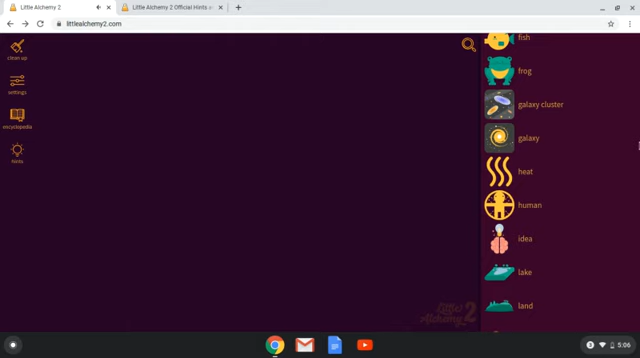 Little Alchemy 2
Little Alchemy 2 Official Hints a
littlealchemy2.com
clean up
settings
encyclopedia
hints
fish
frog
galaxy cluster
galaxy
heat
human
idea
lake
land
Little
Alchemy 2
5:06